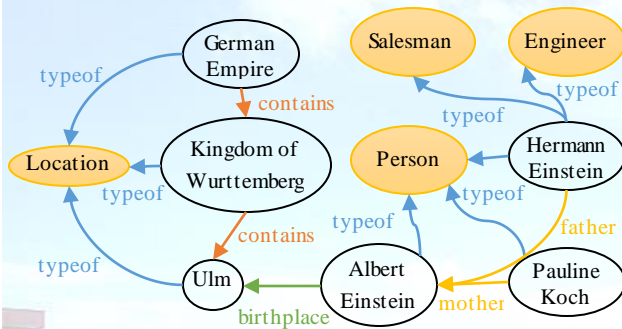 German
Empire
Salesman
Engineer
typeof
contains
typeof
typeof
Location
Kingdom of
Wurttemberg
Person
Hermann
Einstein
typeof
typeof
typeof
father
contains
typeof
Ulm
Albert
Einstein
Pauline
Koch
birthplace
mother